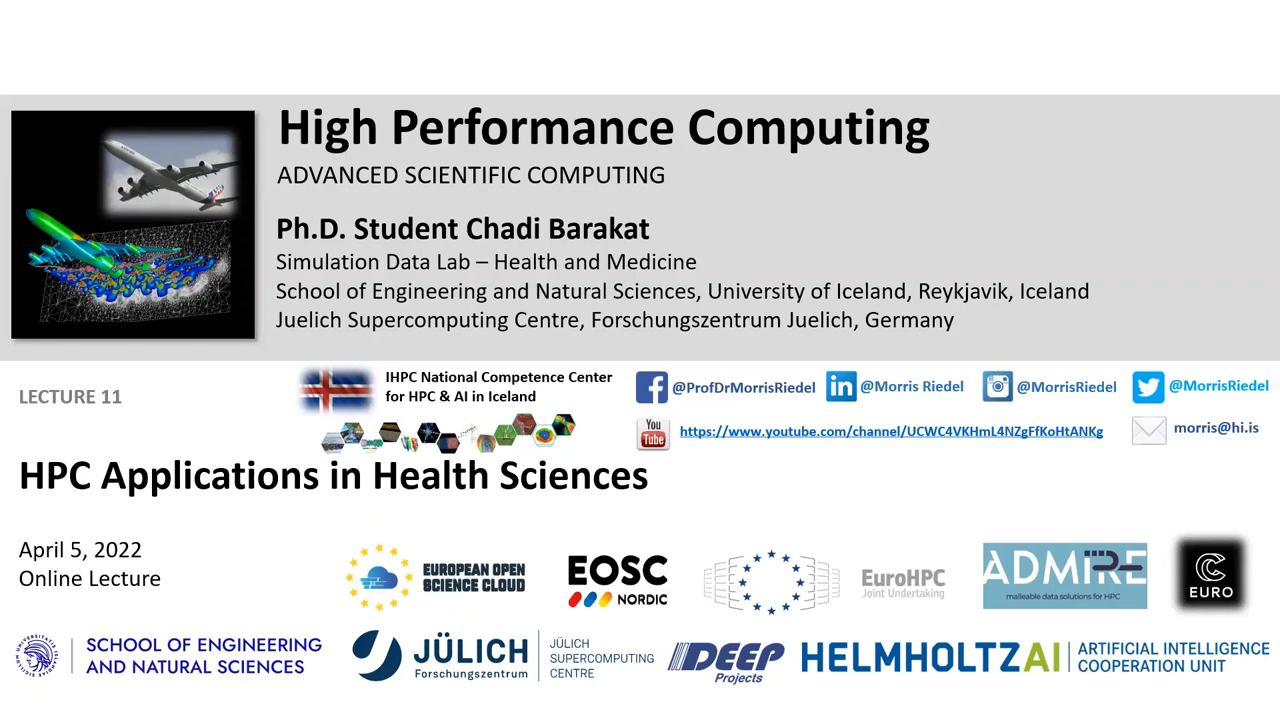 High Performance Computing
ADVANCED SCIENTIFIC COMPUTING
Ph.D. Student Chadi Barakat
Simulation Data Lab – Health and Medicine
School of Engineering and Natural Sciences, University of Iceland, Reykjavik, Iceland
Juelich Supercomputing Centre, Forschungszentrum Juelich, Germany
LECTURE 11
IHPC National Competence Center
for HPC & AI in Iceland
@ProfDrMorrisRiedel
@Morris Riedel
@MorrisRiedel
@MorrisRiedel
You
Tube
https://www.youtube.com/channel/UCWC4VKHmL4NZgFfKoHtANKg
morris@hi.is
HPC Applications in Health Sciences
April 5, 2022
Online Lecture
EUROPEAN OPEN
SCIENCE CLOUD
EOSC
NORDIC
EuroHPC
Joint Undertaking
ADMIRE
malleable data solutions for HPC
EURO
SCHOOL OF ENGINEERING
AND NATURAL SCIENCES
JÜLICH
Forschungszentrum
JÜLICH
SUPERCOMPUTING
CENTRE
DEEP
Projects
HELMHOLTZAI
ARTIFICIAL INTELLIGENCE
COOPERATION UNIT